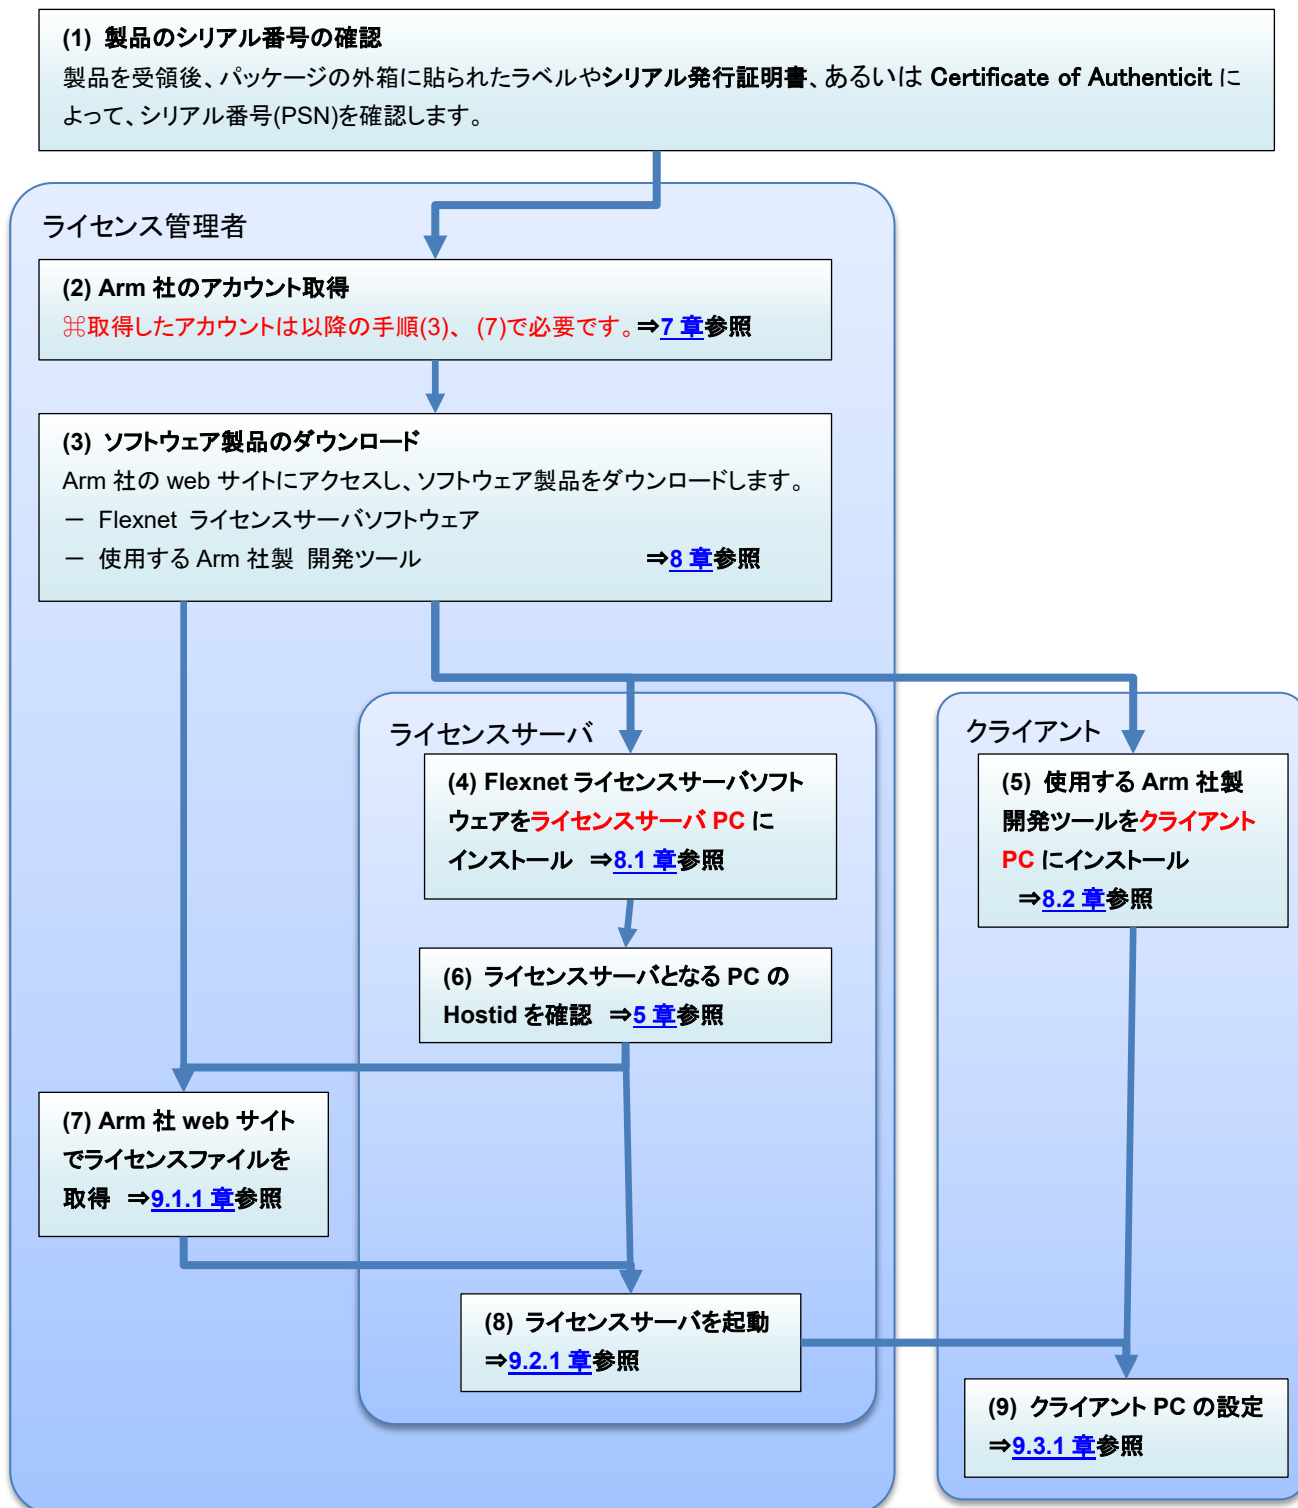 (1) 製品のシリアル番号の確認
製品を受領後、パッケージの外箱に貼られたラベルやシリアル発行証明書、あるいは Certificate of Authenticit に
よって、シリアル番号(PSN)を確認します。
ライセンス管理者
(2) Arm 社のアカウント取得
⌘取得したアカウントは以降の手順(3)、 (7)で必要です。⇒7 章参照
(3) ソフトウェア製品のダウンロード
Arm 社の web サイトにアクセスし、ソフトウェア製品をダウンロードします。
－ Flexnet ライセンスサーバソフトウェア
－ 使用する Arm 社製 開発ツール ⇒8 章参照
ライセンスサーバ
(4) Flexnet ライセンスサーバソフト
ウェアをライセンスサーバ PC に
インストール ⇒8.1 章参照
クライアント
(5) 使用する Arm 社製
開発ツールをクライアント
PC にインストール
⇒8.2 章参照
(6) ライセンスサーバとなる PC の
Hostid を確認 ⇒5 章参照
(7) Arm 社 web サイト
でライセンスファイルを
取得 ⇒9.1.1 章参照
(8) ライセンスサーバを起動
⇒9.2.1 章参照
(9) クライアント PC の設定
⇒9.3.1 章参照